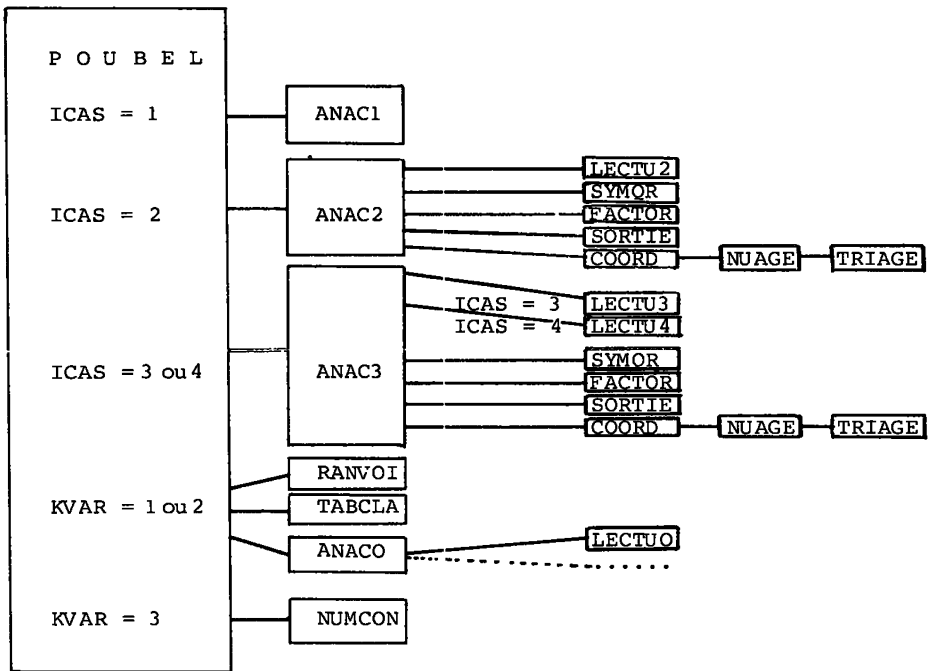 P O U B E L
ICAS = 1
ANAC1
ICAS = 2
ANAC2
LECTU2
SYMQR
FACTOR
SORTIE
COORD
NUAGE
TRIAGE
ICAS = 3 ou 4
ANAC3
ICAS = 3
LECTU3
ICAS = 4
LECTU4
SYMQR
FACTOR
SORTIE
COORD
NUAGE
TRIAGE
KVAR = 1 ou 2
RANVOI
TABCLA
ANACO
LECTUO
KVAR = 3
NUMCON